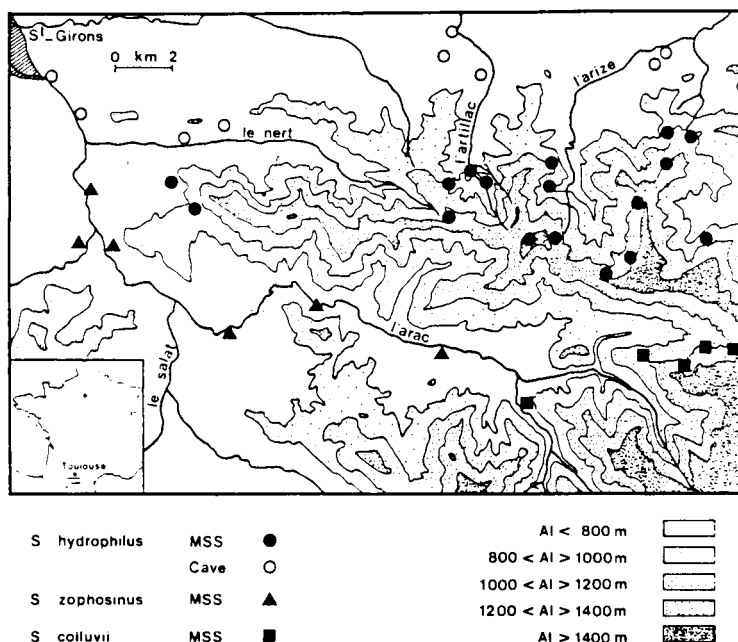 S^t_Girons
0 km 2
le nert
l'artillac
l'arize
l'arac
le salat
Toulouse
S hydrophilus MSS
Cave
S zophosinus MSS
S colluvii MSS
Al < 800 m
800 < Al > 1000 m
1000 < Al > 1200 m
1200 < Al > 1400 m
Al > 1400 m